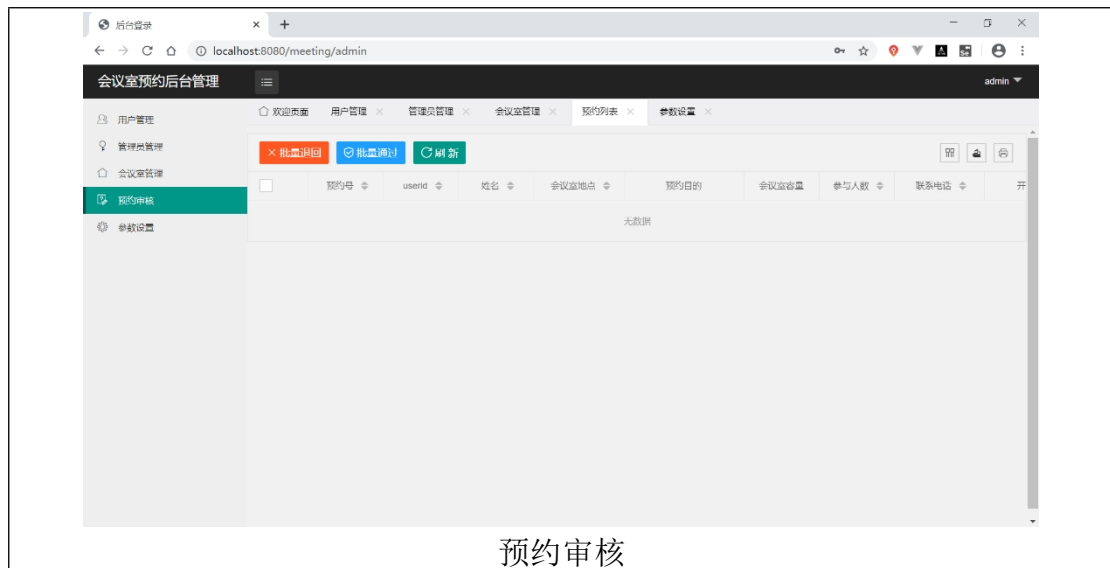 后台登录
localhost:8080/meeting/admin
会议室预约后台管理
admin
用户管理
管理员管理
会议室管理
预约审核
参数设置
欢迎页面 用户管理 管理员管理 会议室管理 预约列表 参数设置
批量退回 批量通过 刷新
预约号 userid 姓名 会议室地点 预约目的 会议室容量 参与人数 联系电话 开
无数据
预约审核